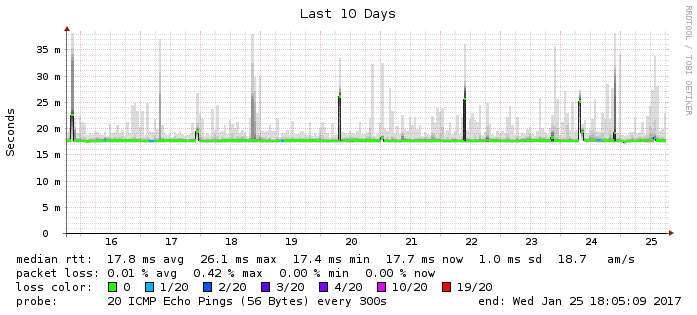 Last 10 Days
RRDTOOL / TOBI OETIKER
Seconds
35 m
30 m
25 m
20 m
15 m
10 m
5 m
0
16 17 18 19 20 21 22 23 24 25
median rtt: 17.8 ms avg 26.1 ms max 17.4 ms min 17.7 ms now 1.0 ms sd 18.7 am/s
packet loss: 0.01 % avg 0.42 % max 0.00 % min 0.00 % now
loss color: 0 1/20 2/20 3/20 4/20 10/20 19/20
probe: 20 ICMP Echo Pings (56 Bytes) every 300s end: Wed Jan 25 18:05:09 2017